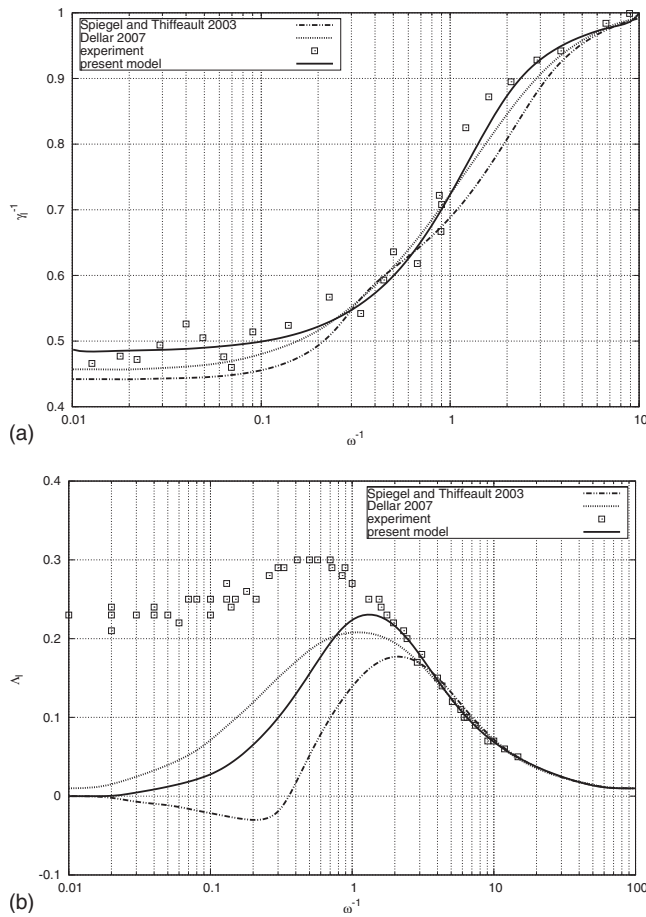 Spiegel and Thiffeault 2003
Dellar 2007
experiment
present model
1
0.9
0.8
0.7
0.6
0.5
0.4
γl-1
0.01 0.1 1 10
ω-1
(a)
Spiegel and Thiffeault 2003
Dellar 2007
experiment
present model
0.4
0.3
0.2
0.1
0
-0.1
Λl
0.01 0.1 1 10 100
ω-1
(b)